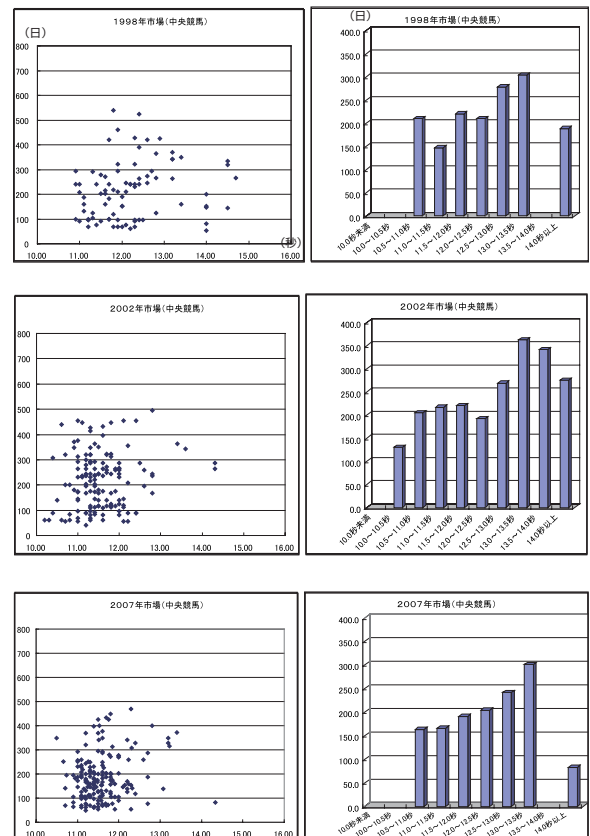 1998年市場（中央競馬）
（日）
800
700
600
500
400
300
200
100
0
10.00 11.00 12.00 13.00 14.00 15.00 16.00
（秒）
（日）
1998年市場（中央競馬）
400.0
350.0
300.0
250.0
200.0
150.0
100.0
50.0
0.0
10.0秒未満
10.0～10.5秒
10.5～11.0秒
11.0～11.5秒
11.5～12.0秒
12.0～12.5秒
12.5～13.0秒
13.0～13.5秒
13.5～14.0秒
14.0秒以上
2002年市場（中央競馬）
800
700
600
500
400
300
200
100
0
10.00 11.00 12.00 13.00 14.00 15.00 16.00
2002年市場（中央競馬）
400.0
350.0
300.0
250.0
200.0
150.0
100.0
50.0
0.0
10.0秒未満
10.0～10.5秒
10.5～11.0秒
11.0～11.5秒
11.5～12.0秒
12.0～12.5秒
12.5～13.0秒
13.0～13.5秒
13.5～14.0秒
14.0秒以上
2007年市場（中央競馬）
800
700
600
500
400
300
200
100
0
10.00 11.00 12.00 13.00 14.00 15.00 16.00
2007年市場（中央競馬）
400.0
350.0
300.0
250.0
200.0
150.0
100.0
50.0
0.0
10.0秒未満
10.0～10.5秒
10.5～11.0秒
11.0～11.5秒
11.5～12.0秒
12.0～12.5秒
12.5～13.0秒
13.0～13.5秒
13.5～14.0秒
14.0秒以上